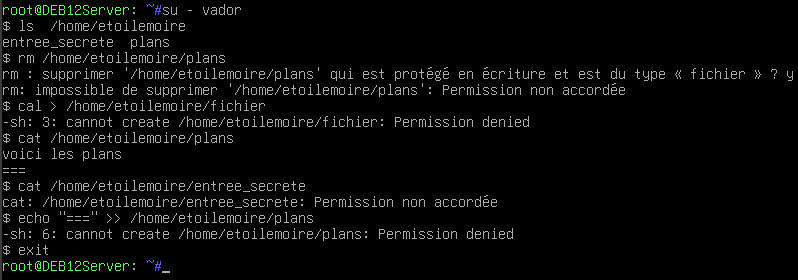 root@DEB12Server: ~#su - vador
$ ls  /home/etoilemoire
entree_secrete  plans
$ rm /home/etoilemoire/plans
rm : supprimer '/home/etoilemoire/plans' qui est protégé en écriture et est du type « fichier » ? y
rm: impossible de supprimer '/home/etoilemoire/plans': Permission non accordée
$ cal > /home/etoilemoire/fichier
-sh: 3: cannot create /home/etoilemoire/fichier: Permission denied
$ cat /home/etoilemoire/plans
voici les plans
===
$ cat /home/etoilemoire/entree_secrete
cat: /home/etoilemoire/entree_secrete: Permission non accordée
$ echo "===" >> /home/etoilemoire/plans
-sh: 6: cannot create /home/etoilemoire/plans: Permission denied
$ exit
root@DEB12Server: ~#_